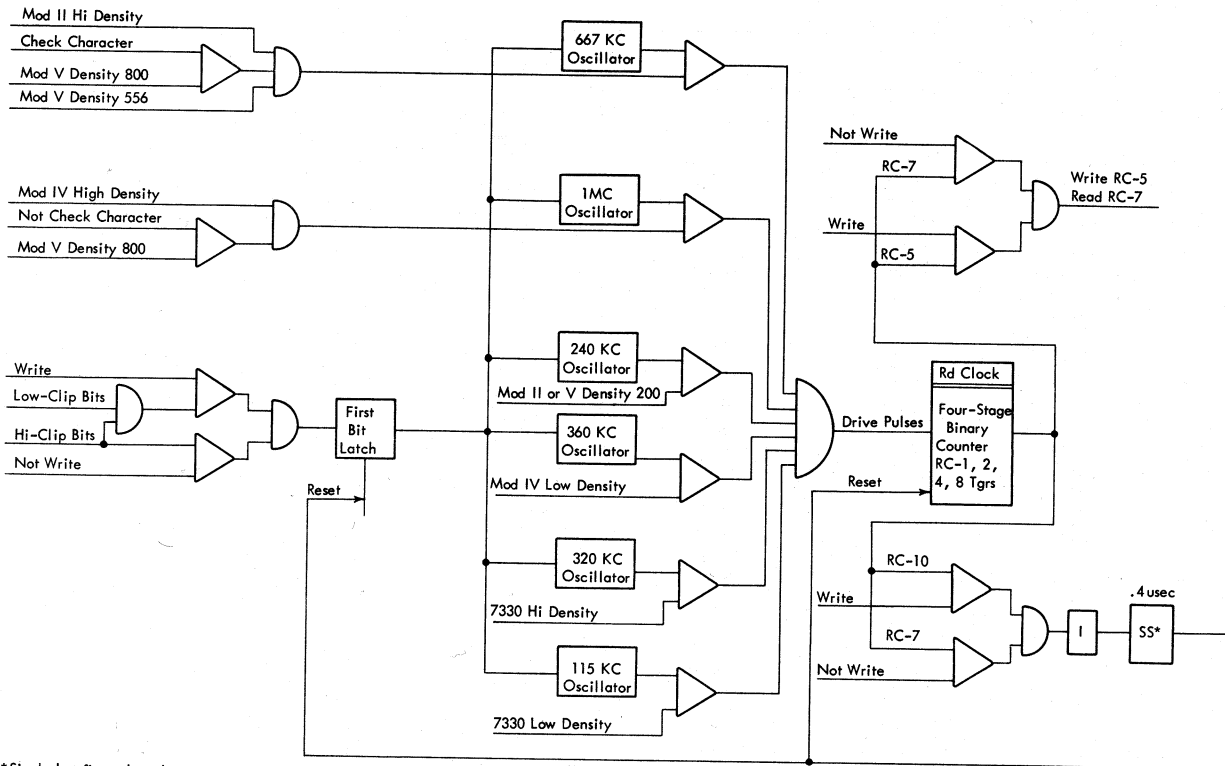 Mod II Hi Density
Check Character
Mod V Density 800
Mod V Density 556
667 KC
Oscillator
Not Write
RC-7
Write RC-5
Read RC-7
Write
RC-5
Mod IV High Density
Not Check Character
Mod V Density 800
1MC
Oscillator
Write
Low-Clip Bits
Hi-Clip Bits
Not Write
First
Bit
Latch
Reset
240 KC
Oscillator
Mod II or V Density 200
360 KC
Oscillator
Mod IV Low Density
Drive Pulses
Rd Clock
Four-Stage
Binary
Counter
RC-1, 2,
4, 8 Tgrs
Reset
320 KC
Oscillator
7330 Hi Density
115 KC
Oscillator
7330 Low Density
RC-10
Write
RC-7
Not Write
I
.4usec
SS*